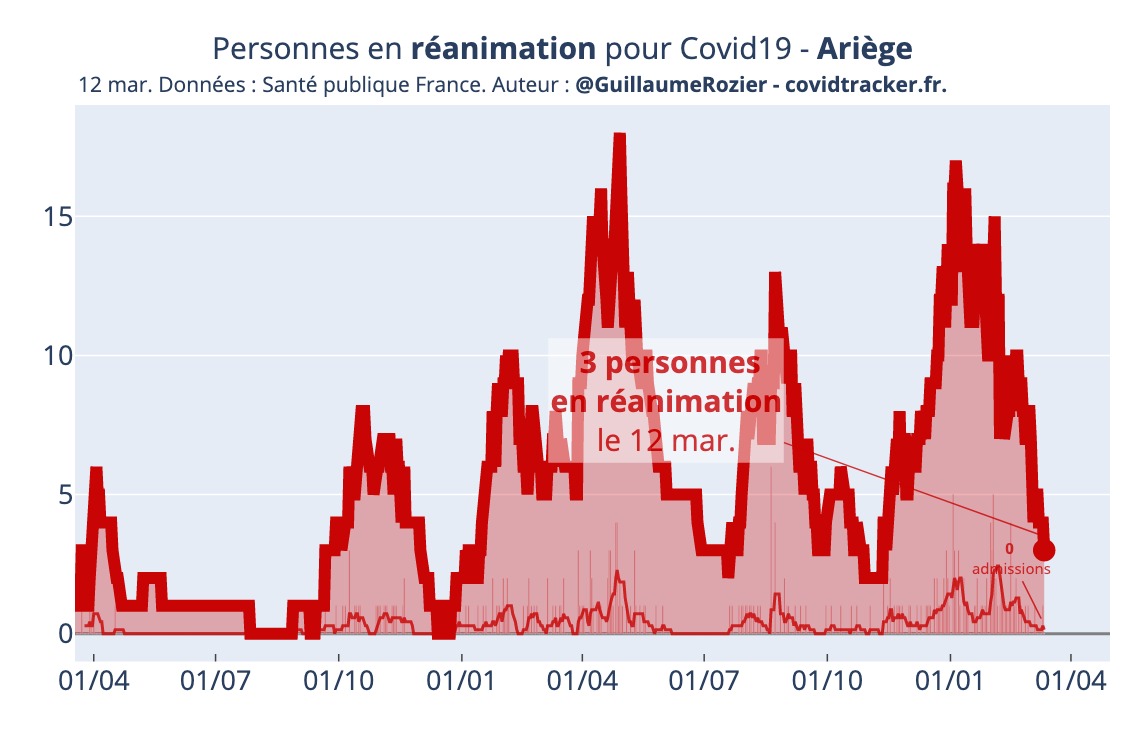 Personnes en réanimation pour Covid19 - Ariège
12 mar. Données : Santé publique France. Auteur : @GuillaumeRozier - covidtracker.fr.
15
10
5
0
3 personnes
en réanimation
le 12 mar.
0
admissions
01/04 01/07 01/10 01/01 01/04 01/07 01/10 01/01 01/04